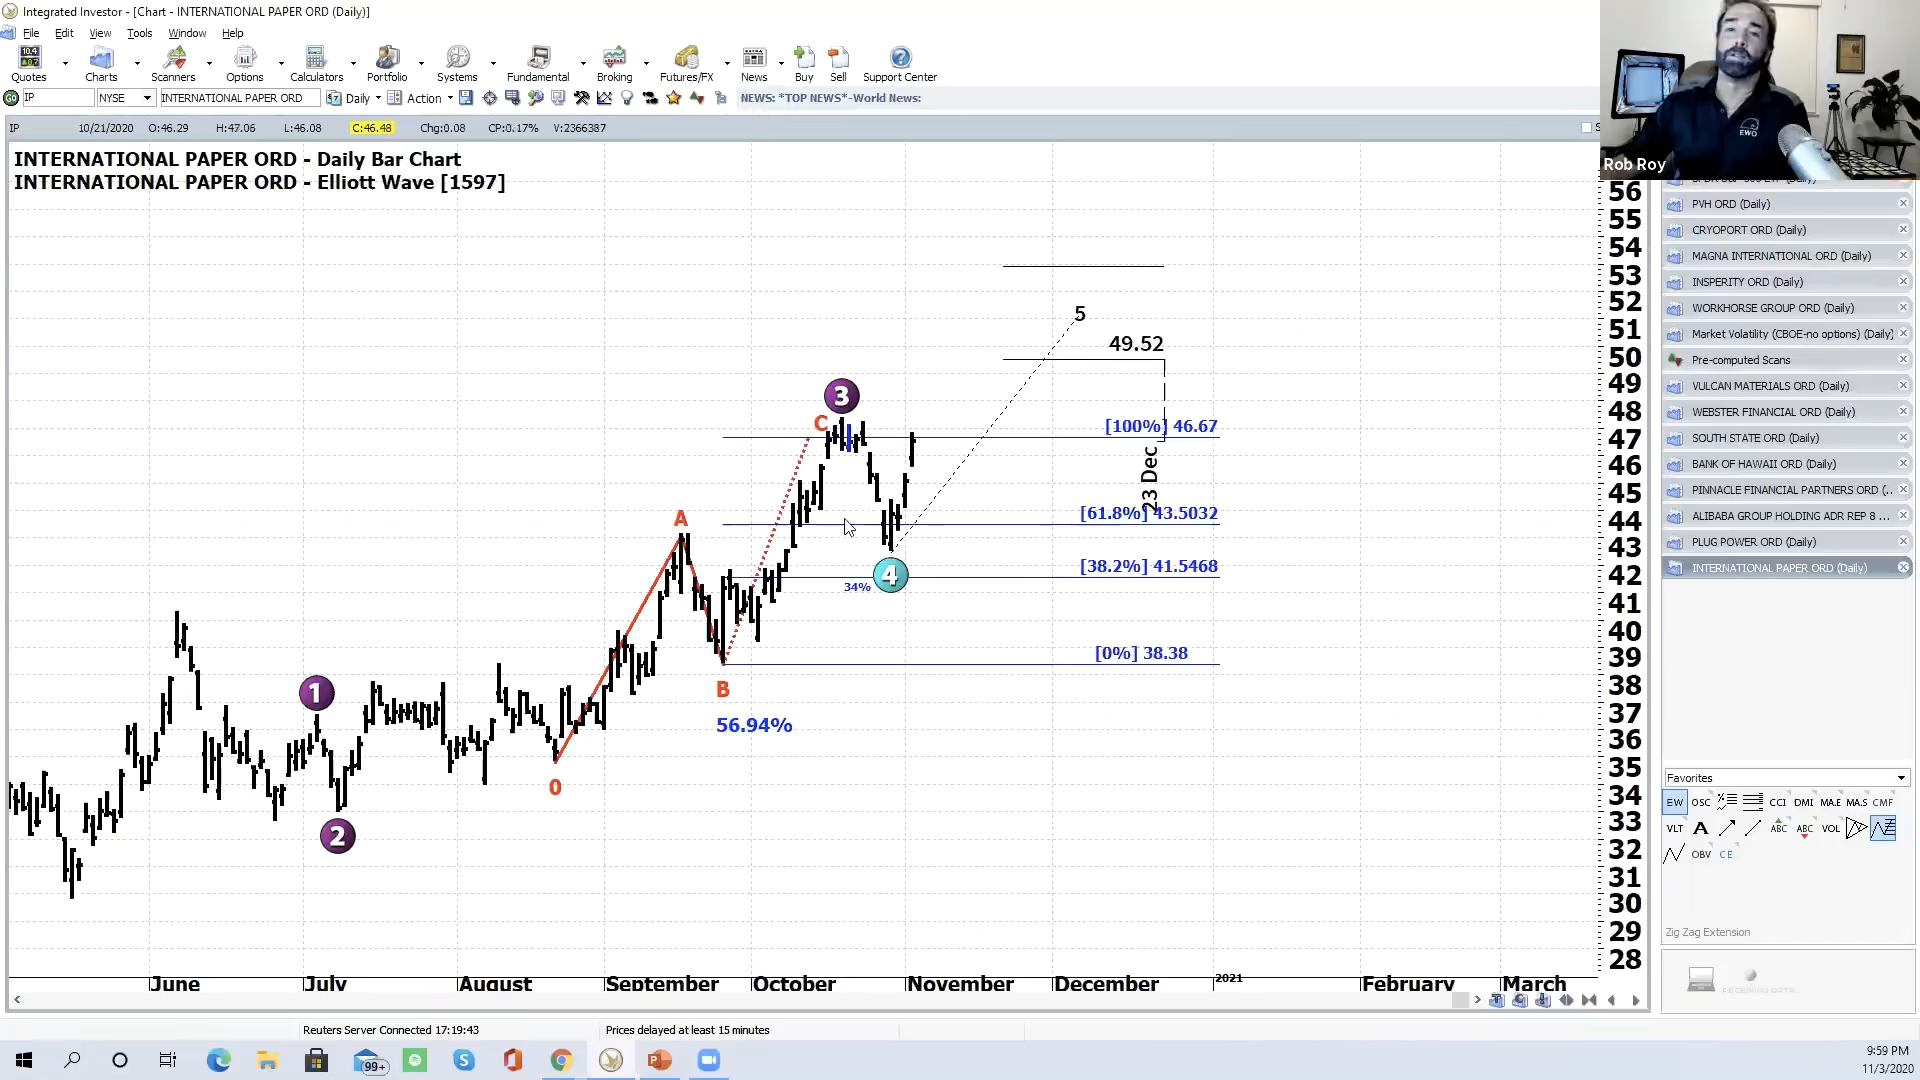 Integrated Investor - [Chart - INTERNATIONAL PAPER ORD (Daily)]
File Edit View Tools Window Help
Quotes Charts Scanners Options Calculators Portfolio Systems Fundamental Broking Futures/FX News Buy Sell Support Center
IP NYSE INTERNATIONAL PAPER ORD Daily Action NEWS: *TOP NEWS*-World News:
IP 10/21/2020 O:46.29 H:47.06 L:46.08 C:46.48 Chg:0.08 CP:0.17% V:2366387
INTERNATIONAL PAPER ORD - Daily Bar Chart
INTERNATIONAL PAPER ORD - Elliott Wave [1597]
EWO
Rob Roy
5
49.52
3
C
[100%] 46.67
23 Dec
[61.8%] 43.5032
A
[38.2%] 41.5468
4
34%
[0%] 38.38
B
56.94%
1
0
2
56
55
54
53
52
51
50
49
48
47
46
45
44
43
42
41
40
39
38
37
36
35
34
33
32
31
30
29
28
June July August September October November December 2021 February March
PVH ORD (Daily)
CRYOPORT ORD (Daily)
MAGNA INTERNATIONAL ORD (Daily)
INSPERITY ORD (Daily)
WORKHORSE GROUP ORD (Daily)
Market Volatility (CBOE-no options) (Daily)
Pre-computed Scans
VULCAN MATERIALS ORD (Daily)
WEBSTER FINANCIAL ORD (Daily)
SOUTH STATE ORD (Daily)
BANK OF HAWAII ORD (Daily)
PINNACLE FINANCIAL PARTNERS ORD (..
ALIBABA GROUP HOLDING ADR REP 8 ...
PLUG POWER ORD (Daily)
INTERNATIONAL PAPER ORD (Daily)
Favorites
EW OSC CCI DMI MA.E MA.S CMF
VLT A ABC ABC VOL
OBV CE
Zig Zag Extension
Reuters Server Connected 17:19:43 Prices delayed at least 15 minutes
99+
9:59 PM
11/3/2020